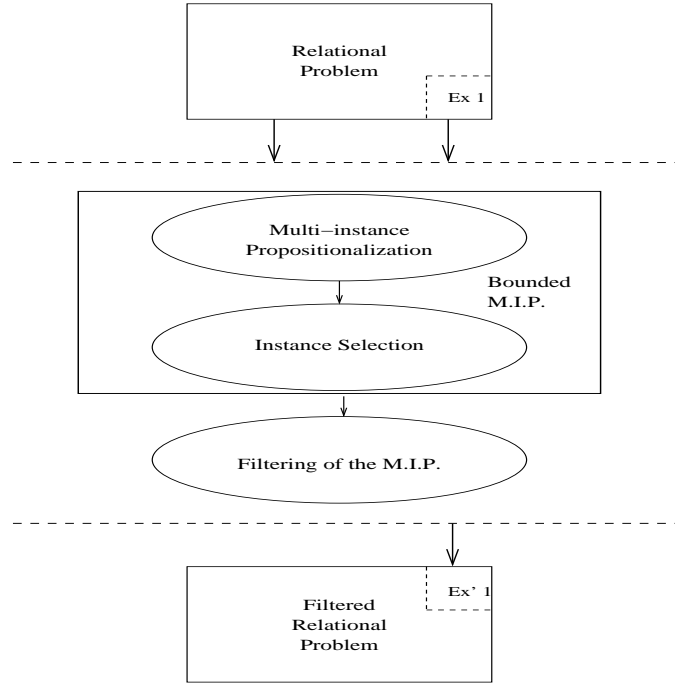 Relational
Problem
Ex 1
Multi−instance
Propositionalization
Bounded
M.I.P.
Instance Selection
Filtering of the M.I.P.
Ex' 1
Filtered
Relational
Problem